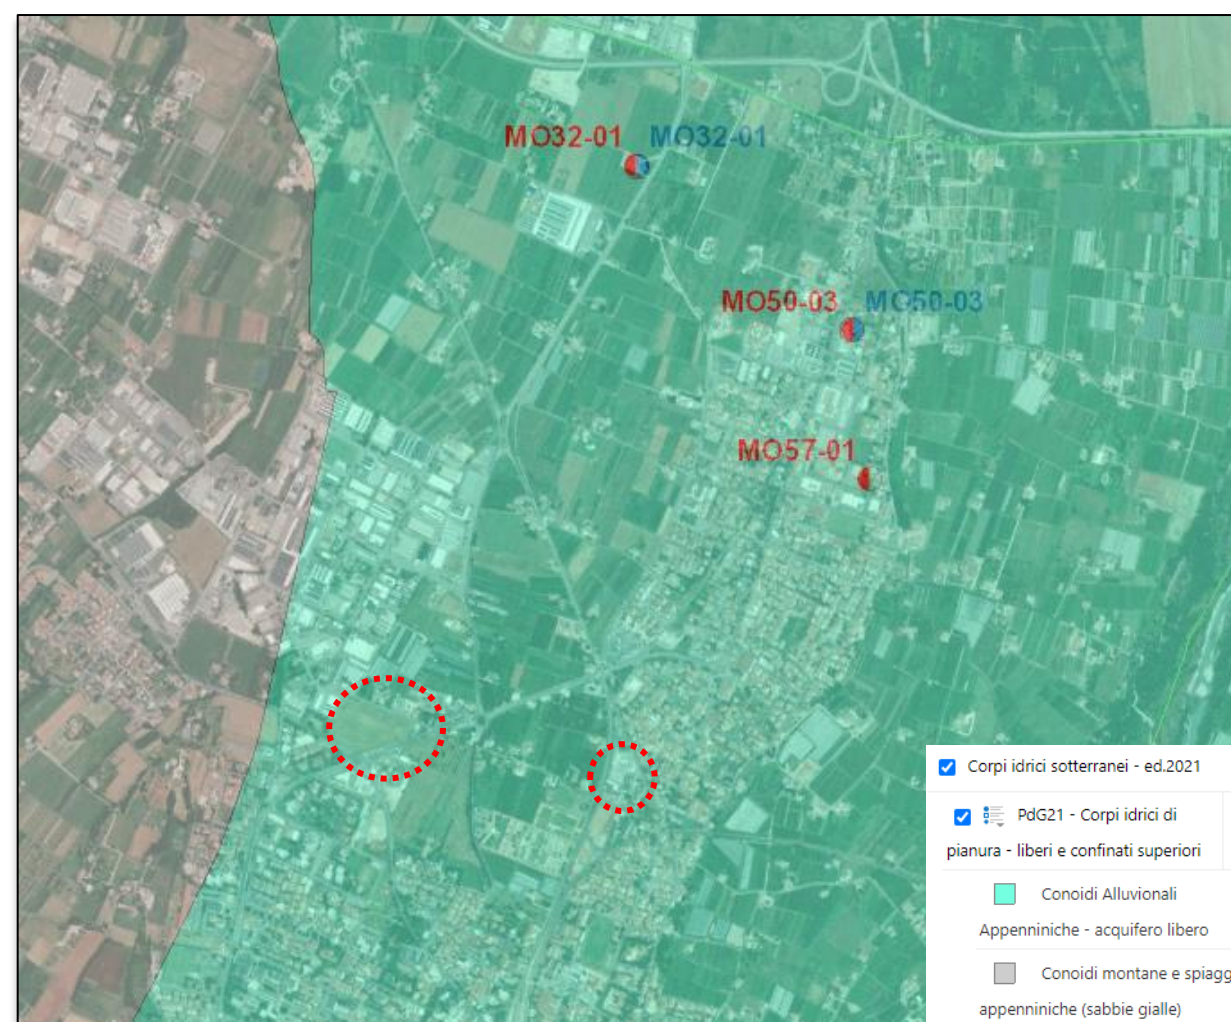 MO32-01 MO32-01
MO50-03 MO50-03
MO57-01
Corpi idrici sotterranei - ed.2021
PdG21 - Corpi idrici di
pianura - liberi e confinati superiori
Conoidi Alluvionali
Appenniniche - acquifero libero
Conoidi montane e spiagg
appenniniche (sabbie gialle)